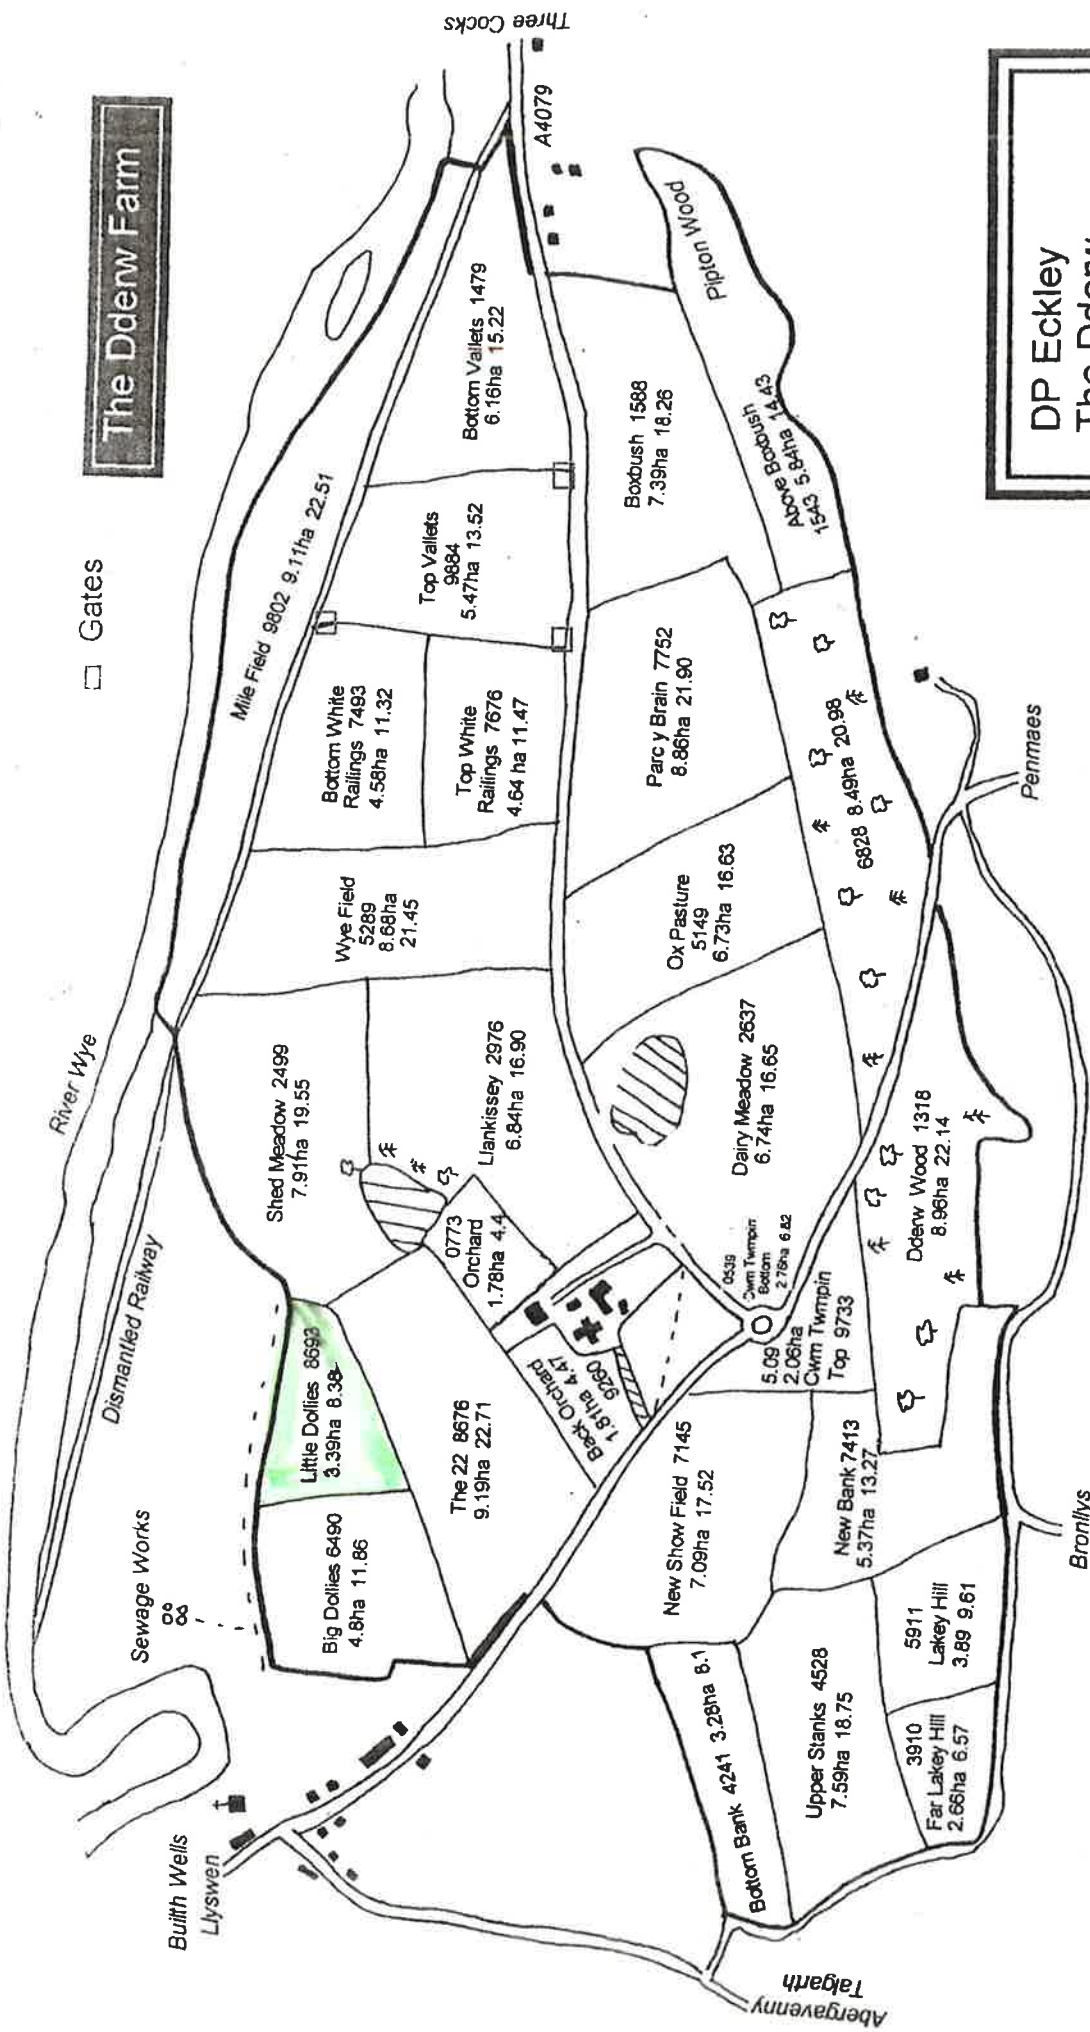 The Dderw Farm
□ Gates
Three Cocks
A4079
River Wye
Dismantled Railway
Sewage Works
Builth Wells
Llyswen
Mile Field 9802 9.11ha 22.51
Bottom Vallets 1479
6.16ha 15.22
Top Vallets
9884
5.47ha 13.52
Bottom White
Railings 7493
4.58ha 11.32
Top White
Railings 7676
4.64 ha 11.47
Wye Field
5289
8.68ha
21.45
Shed Meadow 2499
7.91ha 19.55
Llankissey 2976
6.84ha 16.90
0773
Orchard
1.78ha 4.4
Little Dollies 8693
3.39ha 8.38
Big Dollies 6490
4.8ha 11.86
The 22 8676
9.19ha 22.71
Back Orchard
9260
1.81ha 4.47
Pipton Wood
Boxbush 1588
7.39ha 18.26
Above Boxbush
1543 5.84ha 14.43
Parc y Brain 7752
8.86ha 21.90
Ox Pasture
5149
6.73ha 16.63
6828 8.49ha 20.98
Dairy Meadow 2637
6.74ha 16.65
0539
Cwm Twmpin
Bottom
2.76ha 6.82
5.09
2.06ha
Cwm Twmpin
Top 9733
Dderw Wood 1318
8.96ha 22.14
New Show Field 7145
7.09ha 17.52
New Bank 7413
5.37ha 13.27
5911
Lakey Hill
3.89 9.61
3910
Far Lakey Hill
2.66ha 6.57
Upper Stanks 4528
7.59ha 18.75
Bottom Bank 4241 3.28ha 8.1
Penmaes
Bronllys
Talgarth
Abergavenny
DP Eckley
The Dderw